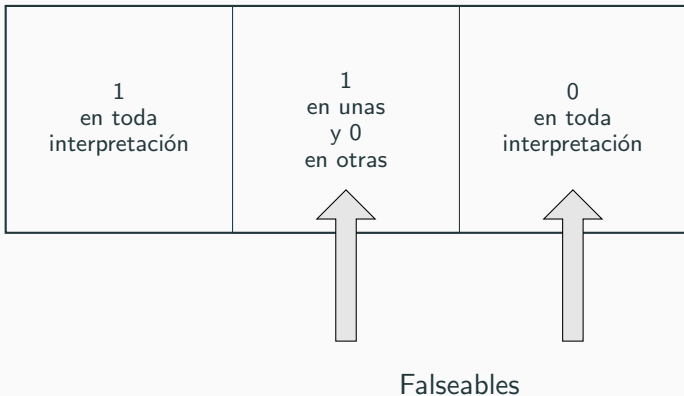 1
en toda
interpretación
1
en unas
y 0
en otras
0
en toda
interpretación
Falseables